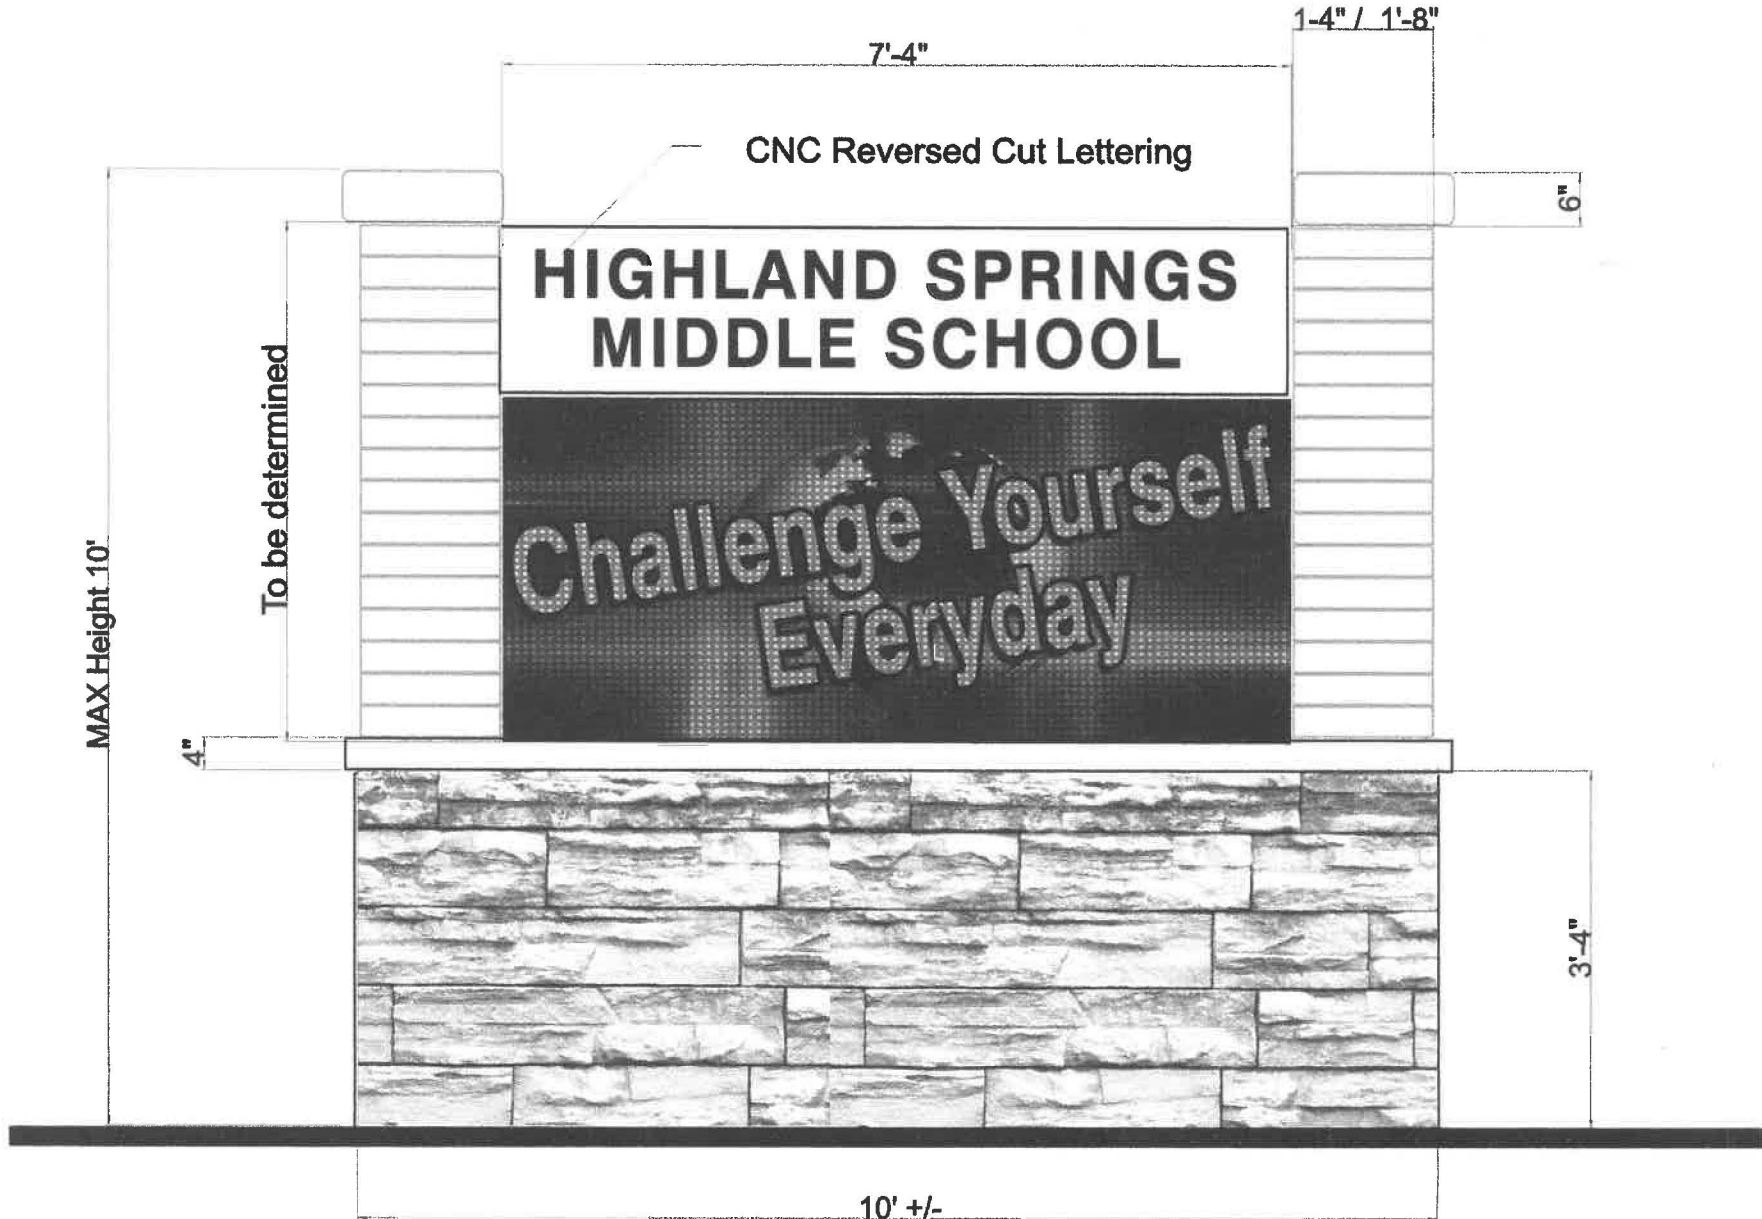 1-4" / 1'-8"
7'-4"
CNC Reversed Cut Lettering
6"
HIGHLAND SPRINGS
MIDDLE SCHOOL
To be determined
Challenge Yourself
Everyday
MAX Height 10'
4"
3'-4"
10' +/-